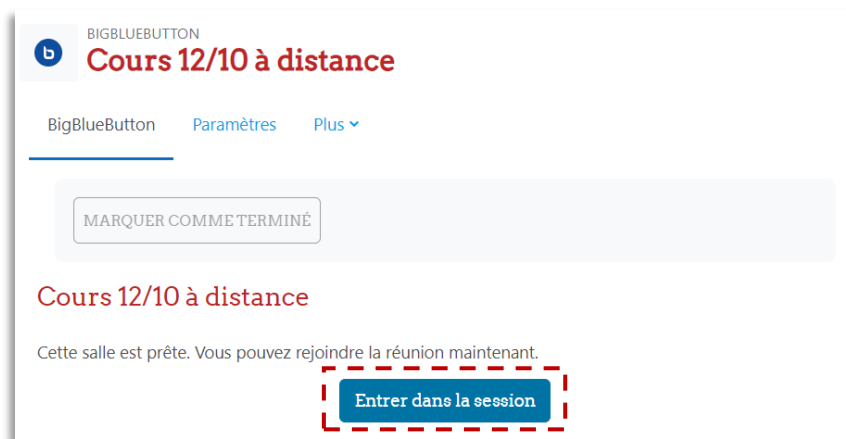 BIGBLUEBUTTON
b
Cours 12/10 à distance
BigBlueButton Paramètres Plus
MARQUER COMME TERMINÉ
Cours 12/10 à distance
Cette salle est prête. Vous pouvez rejoindre la réunion maintenant.
Entrer dans la session